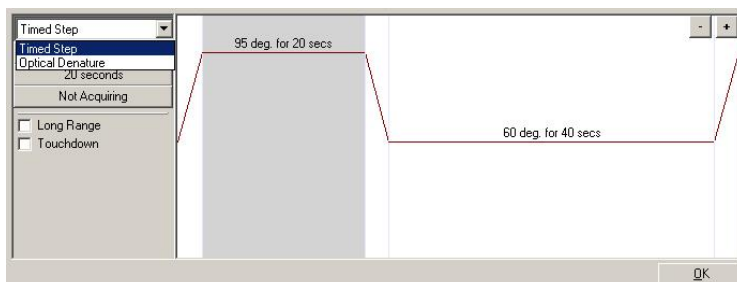 Timed Step
Timed Step
Optical Denature
20 seconds
Not Acquiring
Long Range
Touchdown
95 deg. for 20 secs
60 deg. for 40 secs
- +
OK